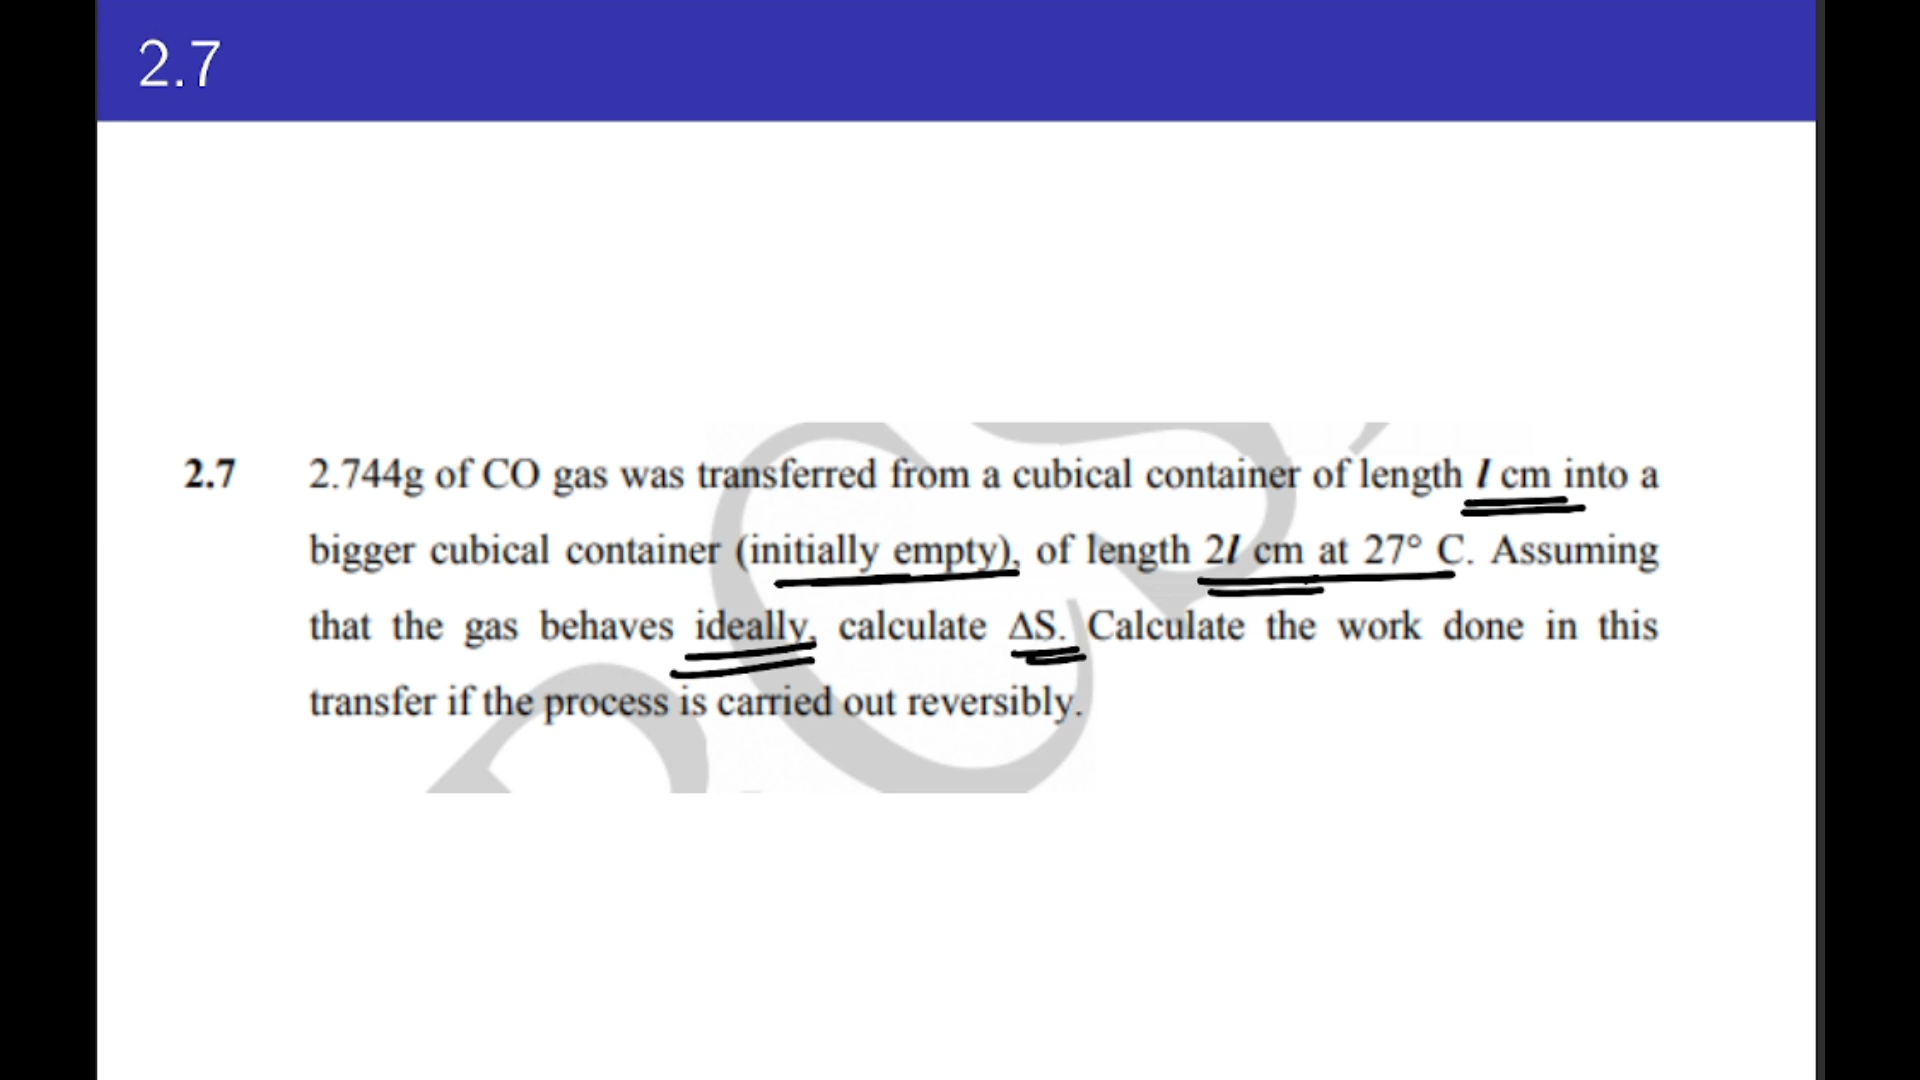 2.7
2.7 2.744g of CO gas was transferred from a cubical container of length l cm into a
bigger cubical container (initially empty), of length 2l cm at 27° C. Assuming
that the gas behaves ideally, calculate ΔS. Calculate the work done in this
transfer if the process is carried out reversibly.